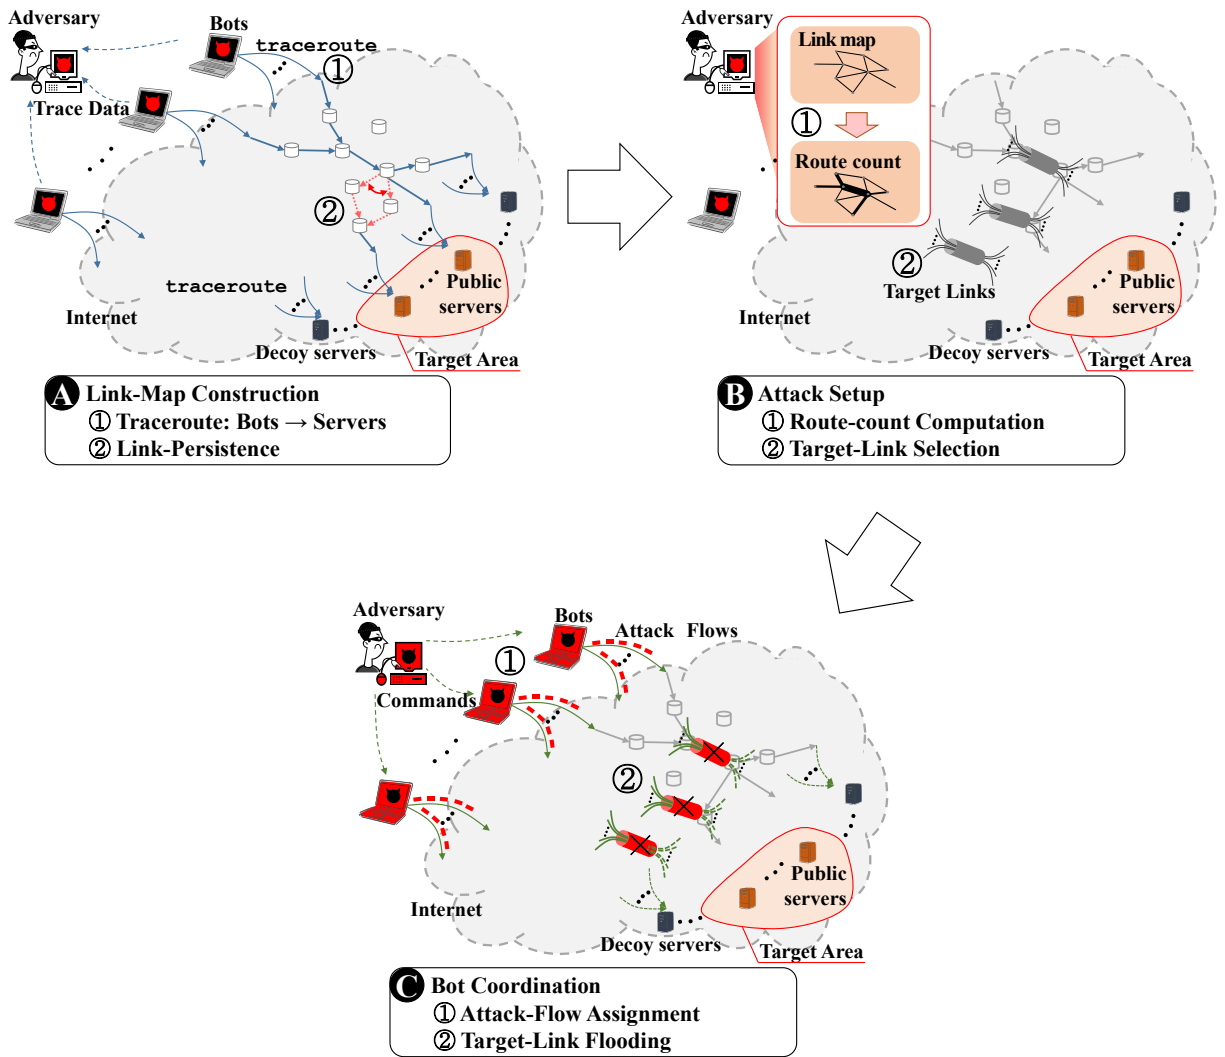 Adversary
Bots
traceroute
①
Trace Data
②
traceroute
Public
servers
Internet
Decoy servers
Target Area
A Link-Map Construction
① Traceroute: Bots → Servers
② Link-Persistence
Adversary
Link map
①
Route count
②
Target Links
Public
servers
Internet
Decoy servers
Target Area
B Attack Setup
① Route-count Computation
② Target-Link Selection
Adversary
Bots
Attack Flows
①
Commands
②
Public
servers
Internet
Decoy servers
Target Area
C Bot Coordination
① Attack-Flow Assignment
② Target-Link Flooding